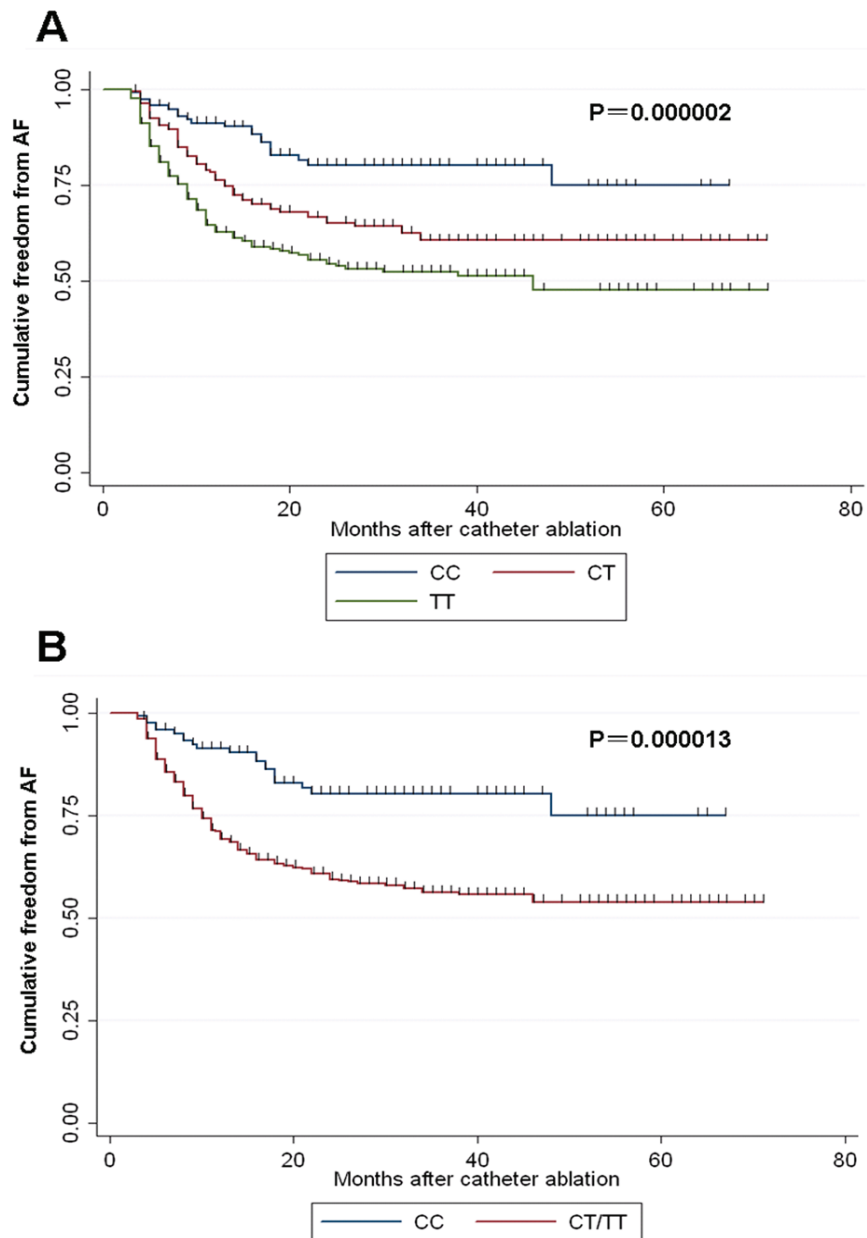 A
Cumulative freedom from AF
1.00
0.75
0.50
0.25
0.00
P=0.000002
0 20 40 60 80
Months after catheter ablation
CC CT
TT
B
Cumulative freedom from AF
1.00
0.75
0.50
0.25
0.00
P=0.000013
0 20 40 60 80
Months after catheter ablation
CC CT/TT